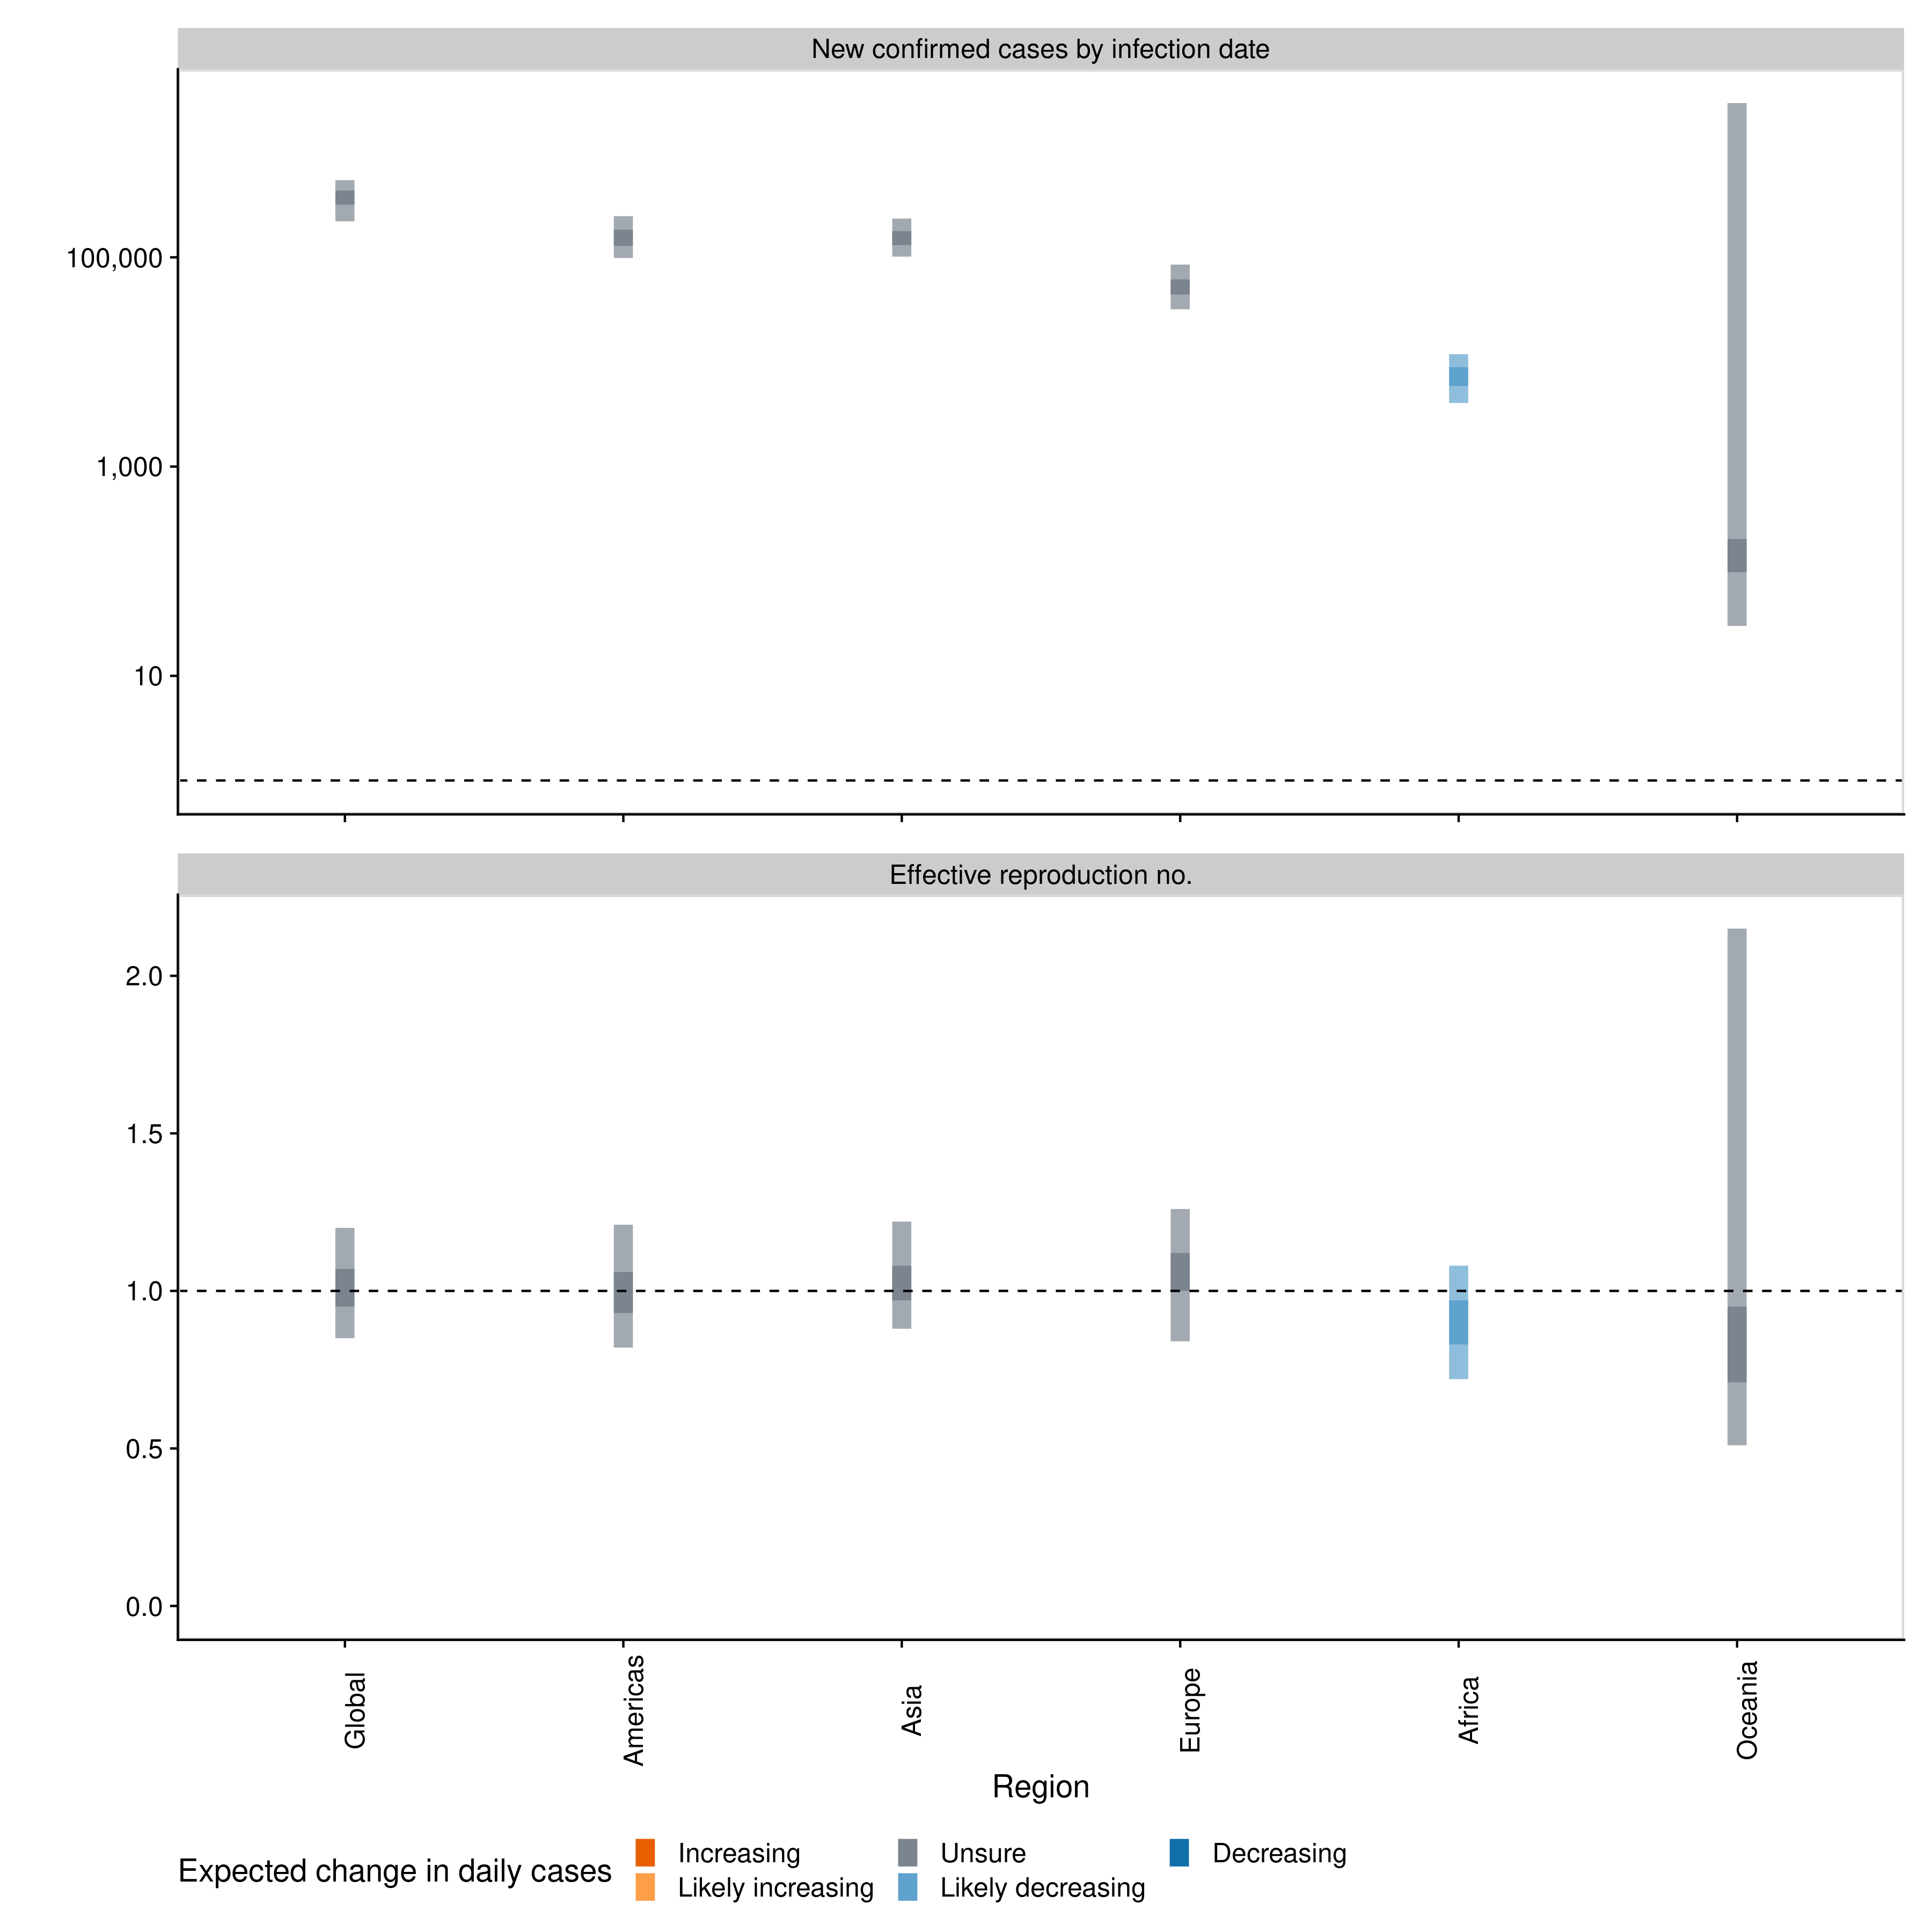 New confirmed cases by infection date
100,000
1,000
10
Effective reproduction no.
2.0
1.5
1.0
0.5
0.0
Global
Americas
Asia
Europe
Africa
Oceania
Region
Expected change in daily cases
Increasing
Likely increasing
Unsure
Likely decreasing
Decreasing